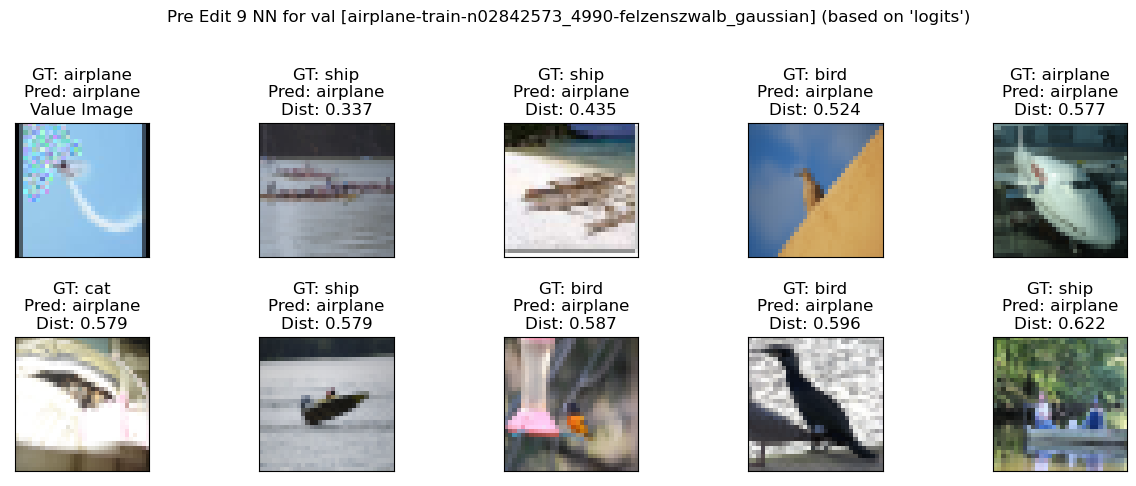 Pre Edit 9 NN for val [airplane-train-n02842573_4990-felzenszwalb_gaussian] (based on 'logits')
GT: airplane
Pred: airplane
Value Image
GT: ship
Pred: airplane
Dist: 0.337
GT: ship
Pred: airplane
Dist: 0.435
GT: bird
Pred: airplane
Dist: 0.524
GT: airplane
Pred: airplane
Dist: 0.577
GT: cat
Pred: airplane
Dist: 0.579
GT: ship
Pred: airplane
Dist: 0.579
GT: bird
Pred: airplane
Dist: 0.587
GT: bird
Pred: airplane
Dist: 0.596
GT: ship
Pred: airplane
Dist: 0.622